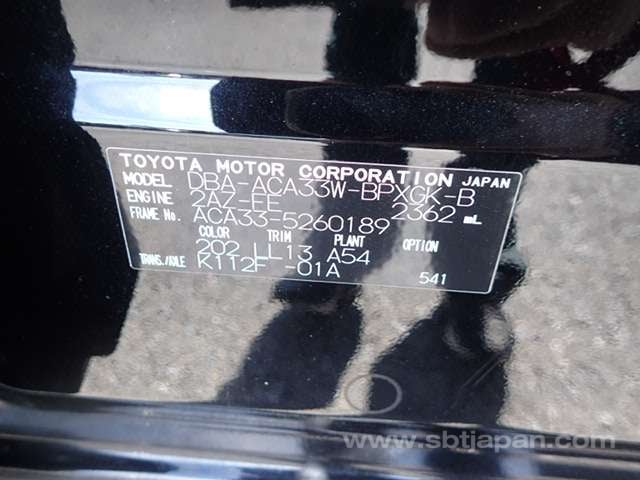 TOYOTA MOTOR CORPORATION JAPAN
MODEL DBA-ACA33W-BPXGK-B
ENGINE 2AZ-FE 2362 mL
FRAME No. ACA33-5260189
COLOR TRIM PLANT OPTION
202 LL13 A54
TRANS./AXLE K112F -01A 541
www.sbtjapan.com